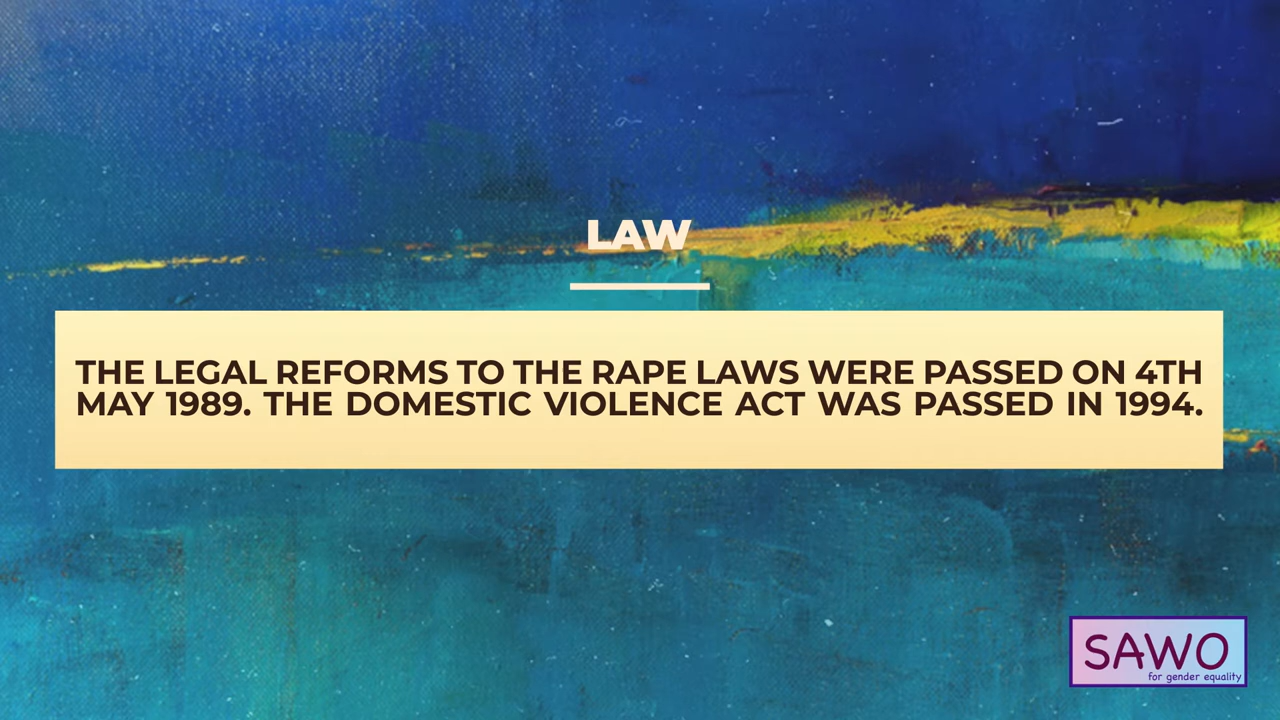 LAW
THE LEGAL REFORMS TO THE RAPE LAWS WERE PASSED ON 4TH
MAY 1989. THE DOMESTIC VIOLENCE ACT WAS PASSED IN 1994.
SAWO
for gender equality